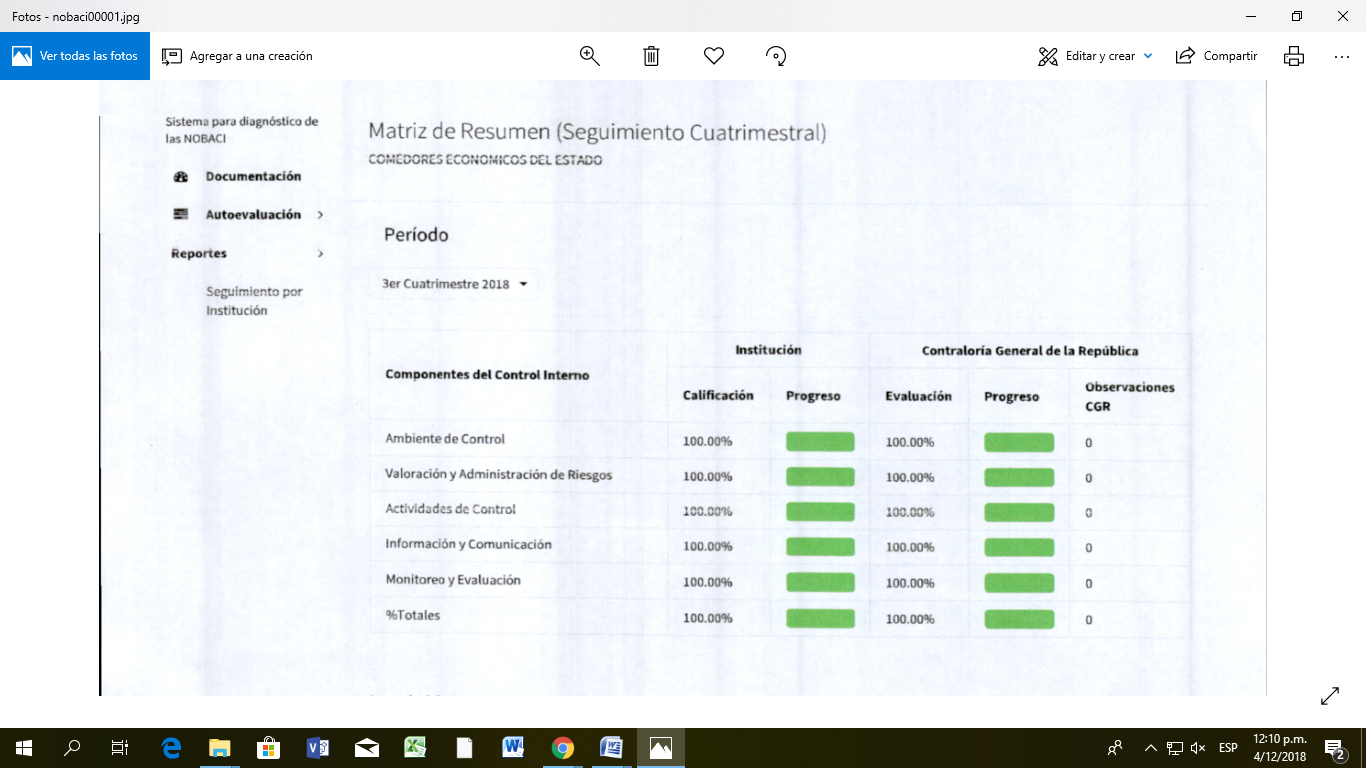 Fotos - nobaci00001.jpg
Ver todas las fotos
Agregar a una creación
Editar y crear
Compartir
Sistema para diagnóstico de
las NOBACI
Documentación
Autoevaluación
Reportes
Seguimiento por
Institución
Matriz de Resumen (Seguimiento Cuatrimestral)
COMEDORES ECONOMICOS DEL ESTADO
Período
3er Cuatrimestre 2018
Institución Contraloría General de la República
Componentes del Control Interno
Calificación Progreso Evaluación Progreso Observaciones
CGR
Ambiente de Control 100.00% 100.00% 0
Valoración y Administración de Riesgos 100.00% 100.00% 0
Actividades de Control 100.00% 100.00% 0
Información y Comunicación 100.00% 100.00% 0
Monitoreo y Evaluación 100.00% 100.00% 0
%Totales 100.00% 100.00% 0
ESP
12:10 p.m.
4/12/2018
2